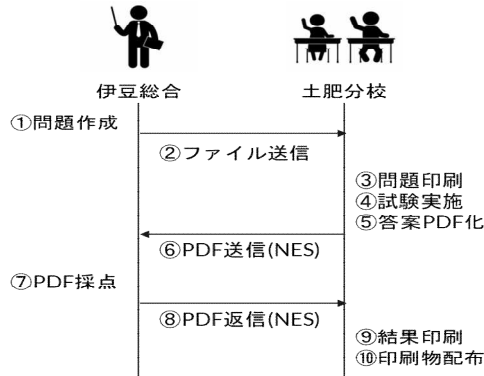 伊豆総合
土肥分校
①問題作成
②ファイル送信
③問題印刷
④試験実施
⑤答案PDF化
⑥PDF送信(NES)
⑦PDF採点
⑧PDF返信(NES)
⑨結果印刷
⑩印刷物配布